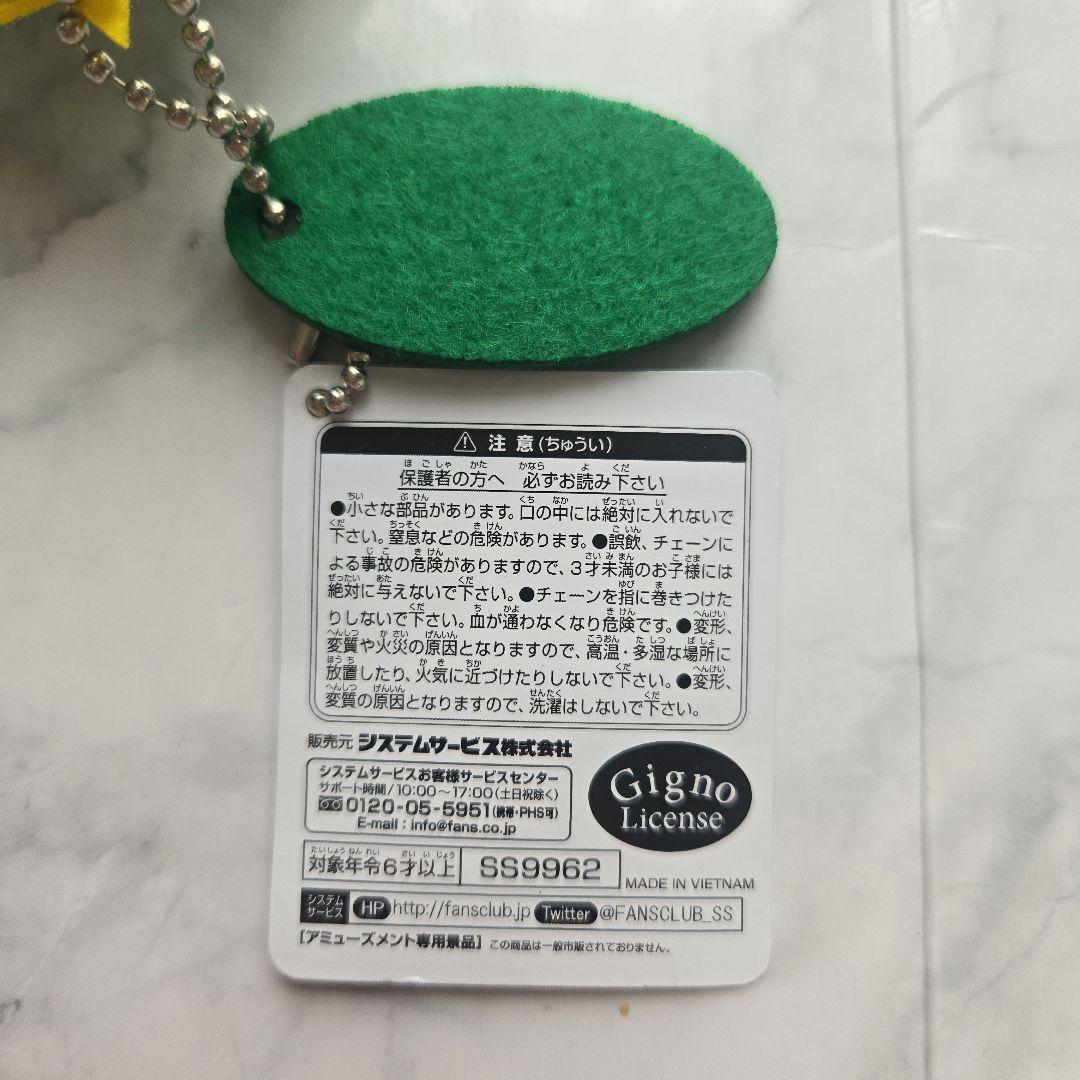 ⚠ 注意(ちゅうい)
保護者の方へ 必ずお読み下さい
●小さな部品があります。口の中には絶対に入れないで
下さい。窒息などの危険があります。●誤飲、チェーンに
よる事故の危険がありますので、3才未満のお子様には
絶対に与えないで下さい。●チェーンを指に巻きつけた
りしないで下さい。血が通わなくなり危険です。●変形、
変質や火災の原因となりますので、高温・多湿な場所に
放置したり、火気に近づけたりしないで下さい。●変形、
変質の原因となりますので、洗濯はしないで下さい。
販売元 システムサービス株式会社
システムサービスお客様サービスセンター
サポート時間/10:00~17:00(土日祝除く)
0120-05-5951(携帯・PHS可)
E-mail : info@fans.co.jp
Gigno
License
対象年令6才以上 SS9962
MADE IN VIETNAM
システム
サービス
HP http://fansclub.jp Twitter @FANSCLUB_SS
[アミューズメント専用景品] この商品は一般市販されておりません。